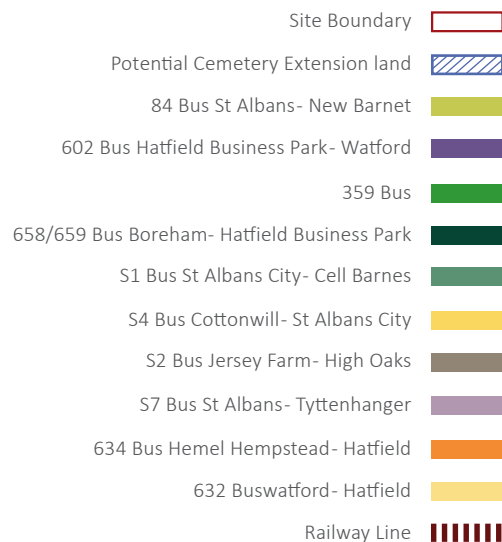 Site Boundary
Potential Cemetery Extension land
84 Bus St Albans- New Barnet
602 Bus Hatfield Business Park- Watford
359 Bus
658/659 Bus Boreham- Hatfield Business Park
S1 Bus St Albans City- Cell Barnes
S4 Bus Cottonwill- St Albans City
S2 Bus Jersey Farm- High Oaks
S7 Bus St Albans- Tyttenhanger
634 Bus Hemel Hempstead- Hatfield
632 Buswatford- Hatfield
Railway Line